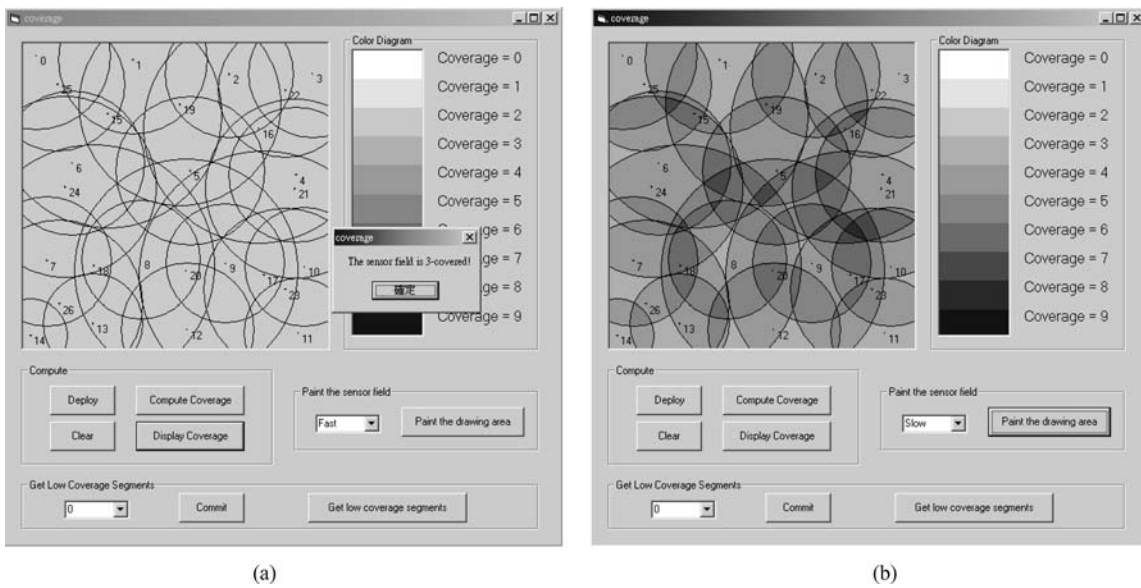 coverage
Color Diagram
Coverage = 0
Coverage = 1
Coverage = 2
Coverage = 3
Coverage = 4
Coverage = 5
= 6
ge = 7
ge = 8
Coverage = 9
0
1
2
3
25
15
19
22
16
6
24
5
4
21
7
18
8
20
9
17
10
23
26
13
12
14
11
coverage
The sensor field is 3-covered!
確定
Compute
Deploy
Compute Coverage
Clear
Display Coverage
Paint the sensor field
Fast
Paint the drawing area
Get Low Coverage Segments
0
Commit
Get low coverage segments
(a)
coverage
Color Diagram
Coverage = 0
Coverage = 1
Coverage = 2
Coverage = 3
Coverage = 4
Coverage = 5
Coverage = 6
Coverage = 7
Coverage = 8
Coverage = 9
0
1
2
3
25
15
19
22
16
6
24
5
4
21
7
18
8
20
9
17
10
23
26
13
12
14
11
Compute
Deploy
Compute Coverage
Clear
Display Coverage
Paint the sensor field
Slow
Paint the drawing area
Get Low Coverage Segments
0
Commit
Get low coverage segments
(b)